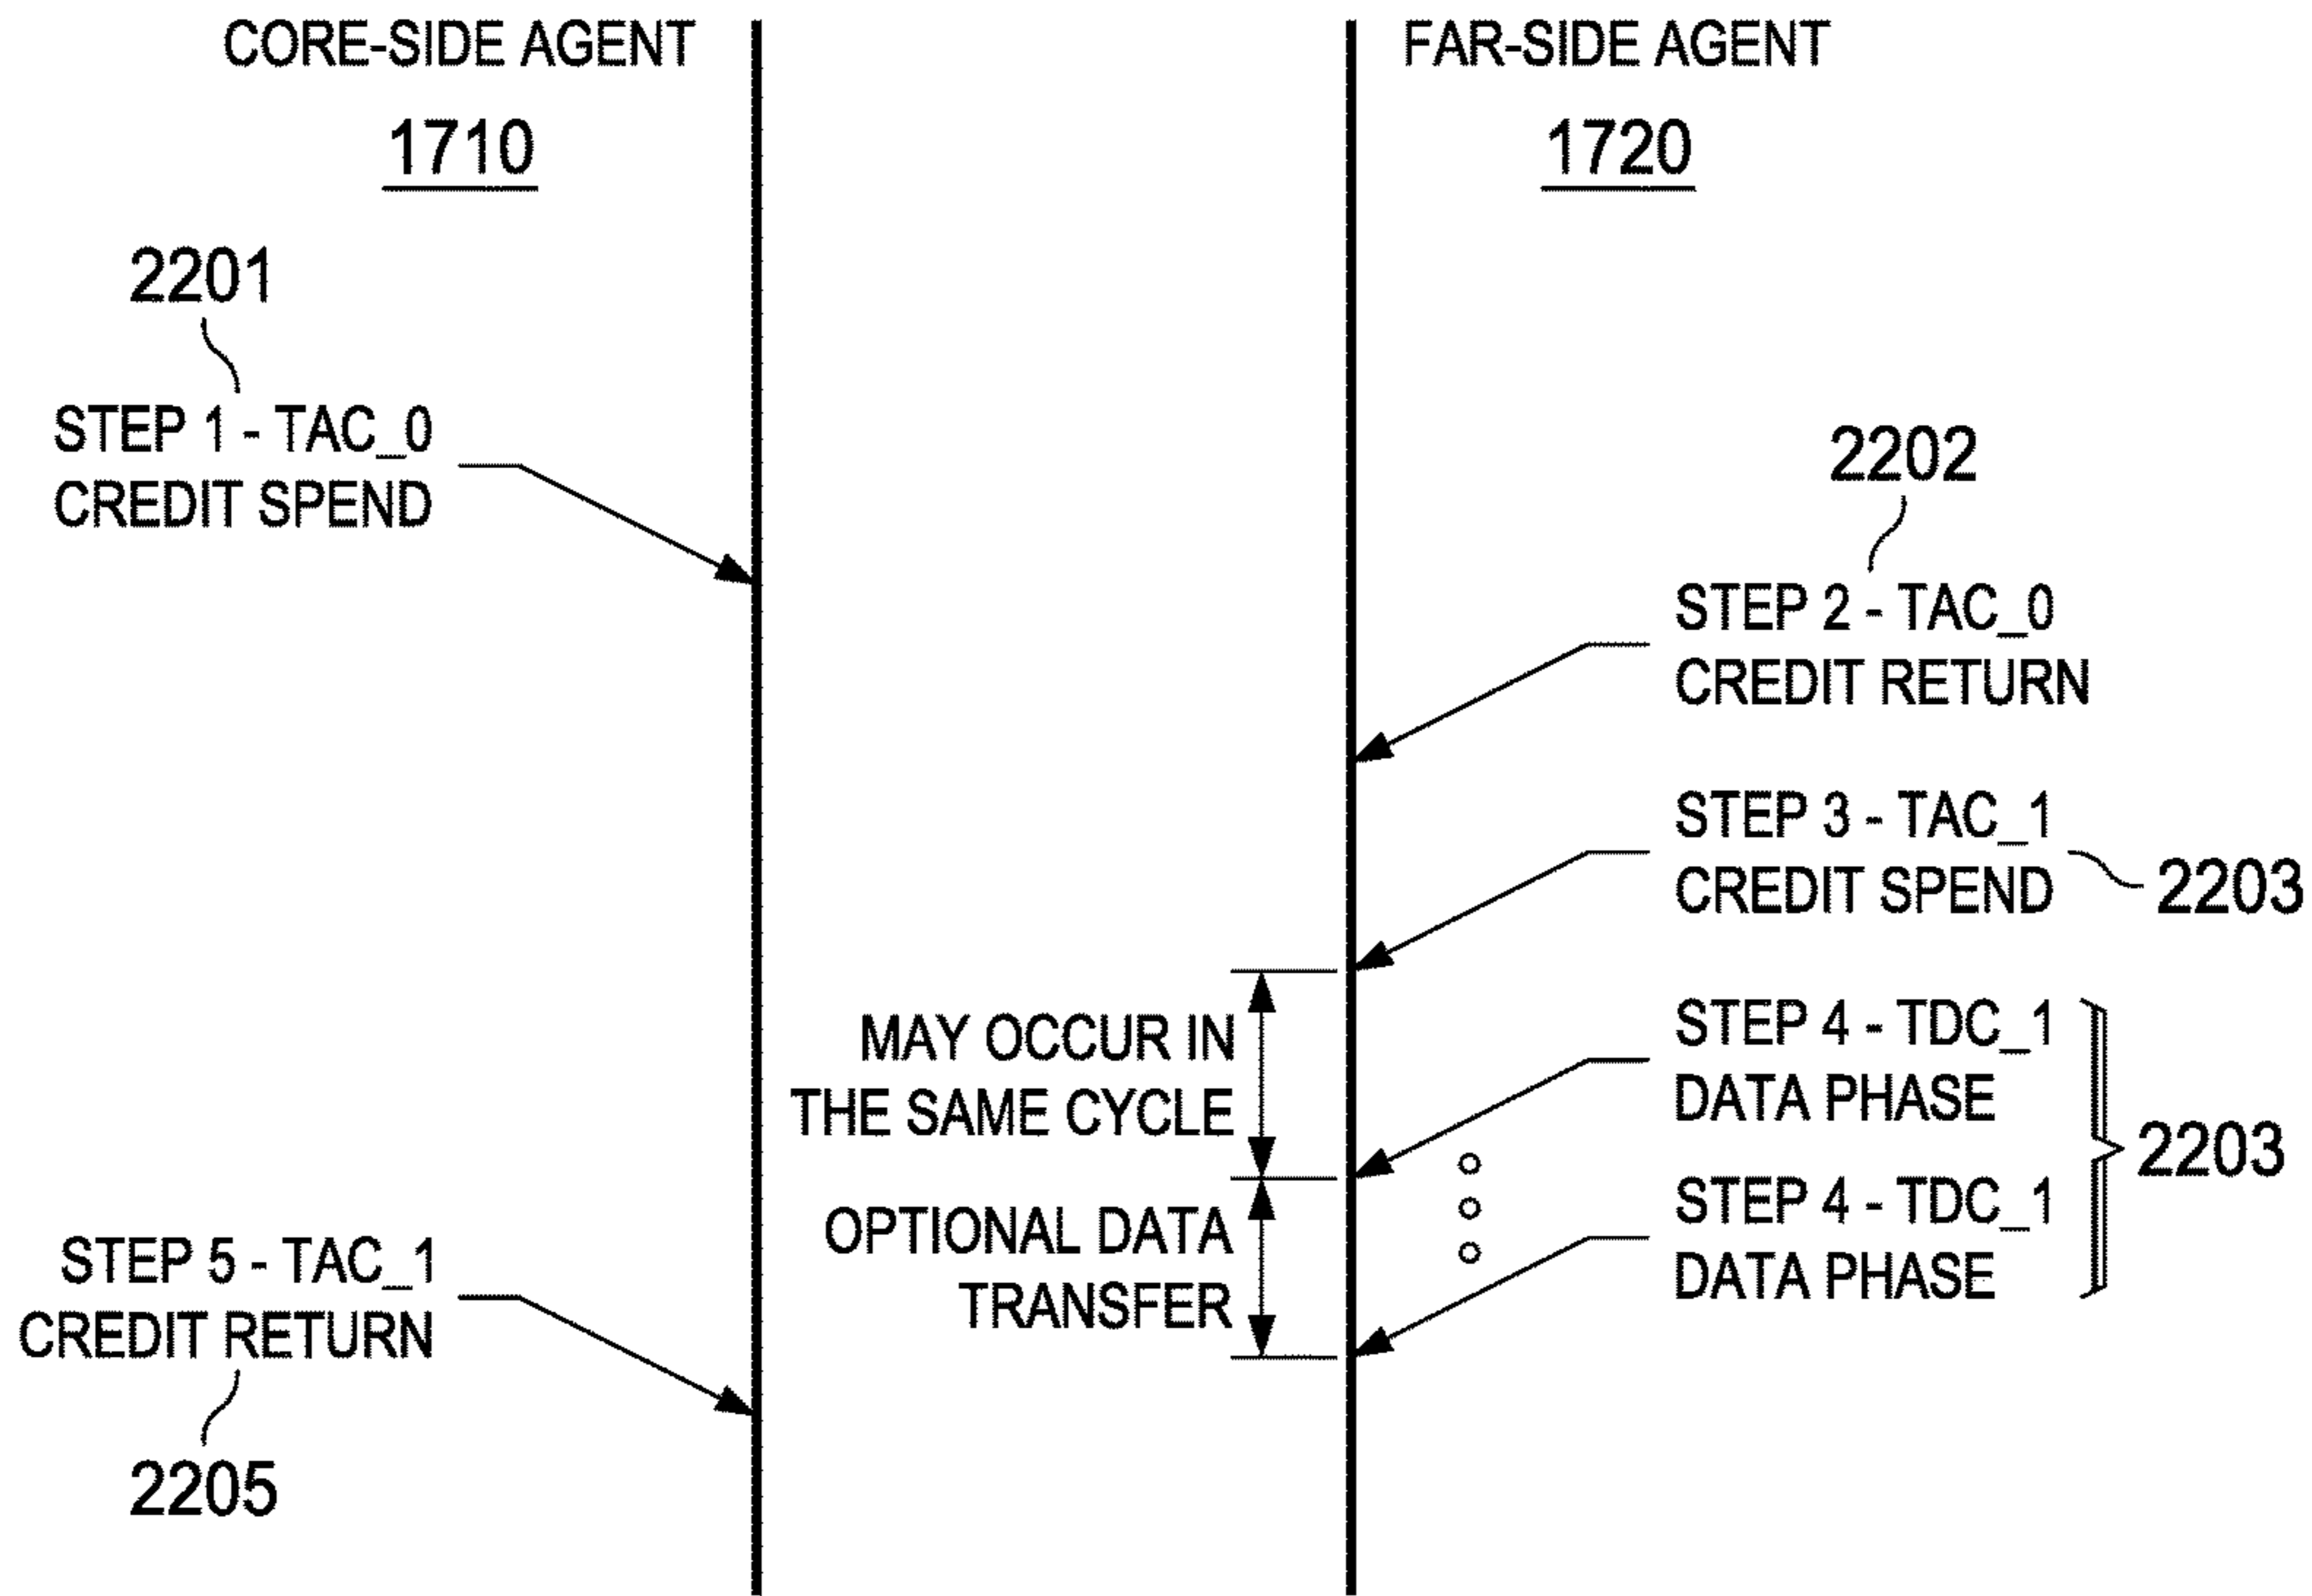 CORE-SIDE AGENT
1710
FAR-SIDE AGENT
1720
2201
STEP 1 - TAC_0
CREDIT SPEND
2202
STEP 2 - TAC_0
CREDIT RETURN
STEP 3 - TAC_1
CREDIT SPEND
2203
MAY OCCUR IN
THE SAME CYCLE
STEP 4 - TDC_1
DATA PHASE
2203
OPTIONAL DATA
TRANSFER
STEP 4 - TDC_1
DATA PHASE
STEP 5 - TAC_1
CREDIT RETURN
2205